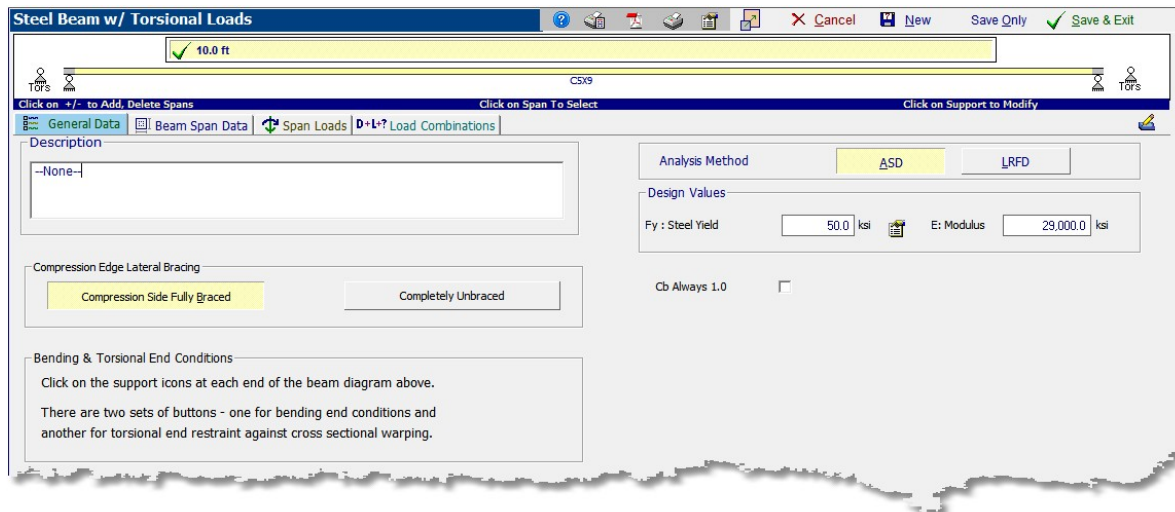 Steel Beam w/ Torsional Loads
Cancel New Save Only Save & Exit
10.0 ft
Tors C5X9 Tors
Click on +/- to Add, Delete Spans Click on Span To Select Click on Support to Modify
General Data Beam Span Data Span Loads D+L+? Load Combinations
Description
--None--
Analysis Method ASD LRFD
Design Values
Fy : Steel Yield 50.0 ksi E: Modulus 29,000.0 ksi
Compression Edge Lateral Bracing
Compression Side Fully Braced Completely Unbraced
Cb Always 1.0
Bending & Torsional End Conditions
Click on the support icons at each end of the beam diagram above.
There are two sets of buttons - one for bending end conditions and
another for torsional end restraint against cross sectional warping.